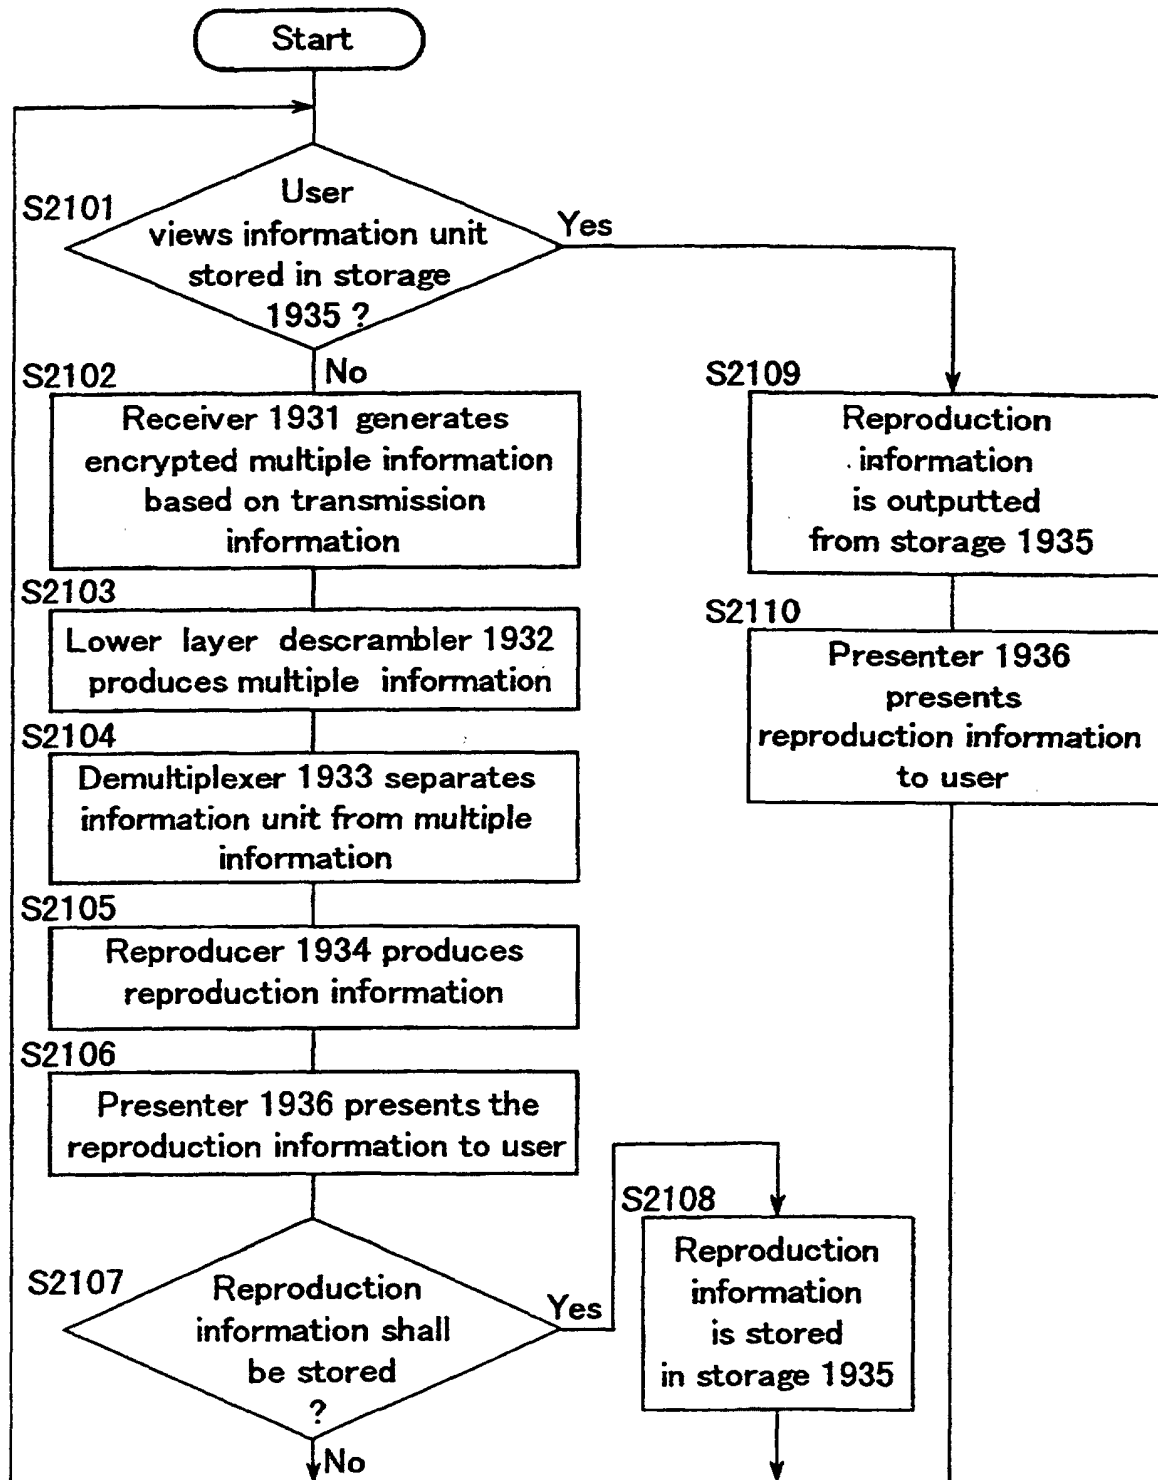 Start
S2101
User
views information unit
stored in storage
1935 ?
Yes
No
S2102
Receiver 1931 generates
encrypted multiple information
based on transmission
information
S2103
Lower layer descrambler 1932
produces multiple information
S2104
Demultiplexer 1933 separates
information unit from multiple
information
S2105
Reproducer 1934 produces
reproduction information
S2106
Presenter 1936 presents the
reproduction information to user
S2107
Reproduction
information shall
be stored
?
Yes
No
S2108
Reproduction
information
is stored
in storage 1935
S2109
Reproduction
information
is outputted
from storage 1935
S2110
Presenter 1936
presents
reproduction information
to user